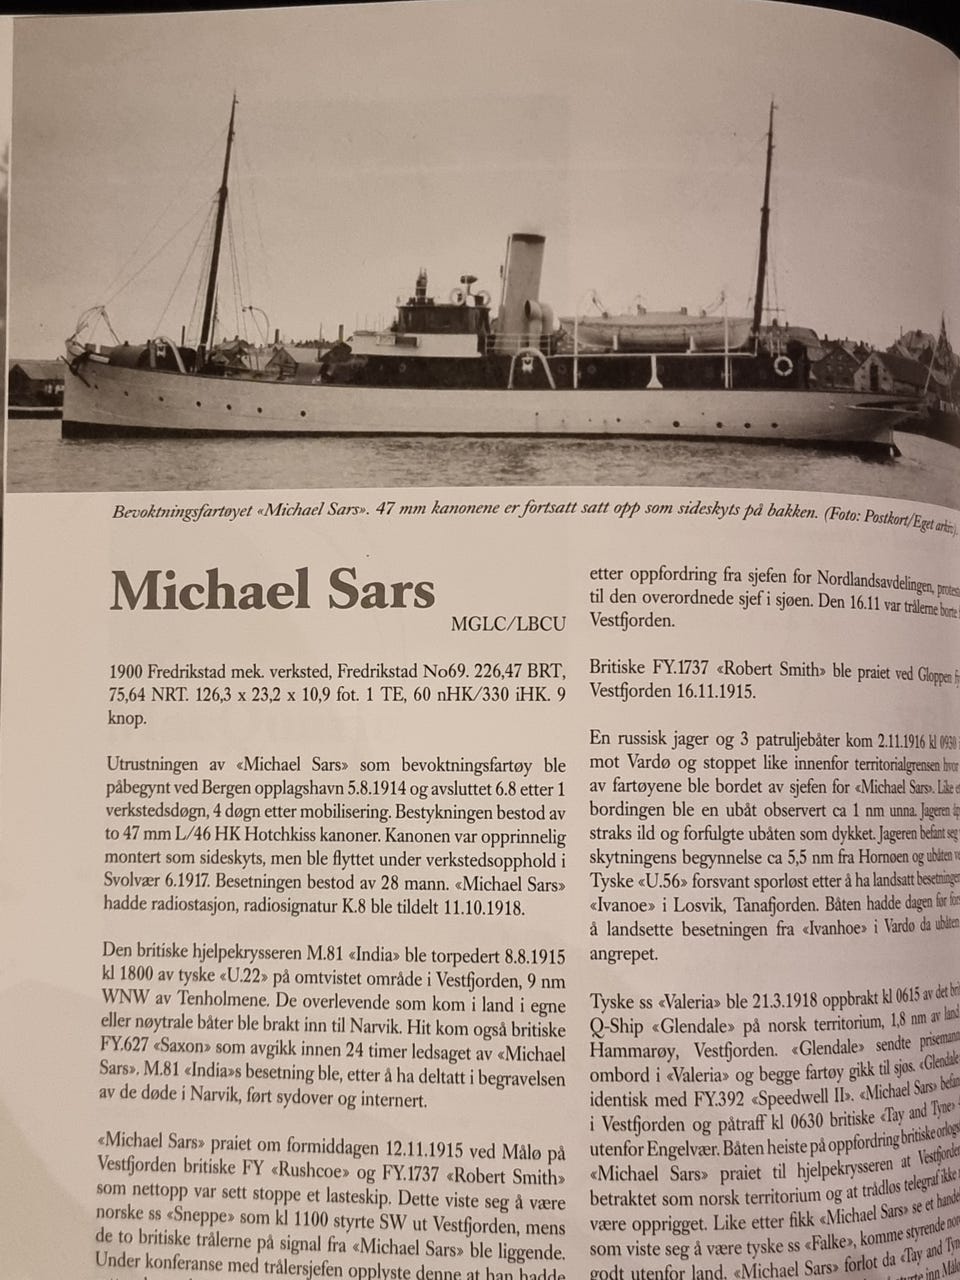 Bevoktningsfartøyet «Michael Sars». 47 mm kanonene er fortsatt satt opp som sideskyts på bakken. (Foto: Postkort/Eget arkiv).
Michael Sars
MGLC/LBCU
1900 Fredrikstad mek. verksted, Fredrikstad No69. 226,47 BRT,
75,64 NRT. 126,3 x 23,2 x 10,9 fot. 1 TE, 60 nHK/330 iHK. 9
knop.
Utrustningen av «Michael Sars» som bevoktningsfartøy ble
påbegynt ved Bergen opplagshavn 5.8.1914 og avsluttet 6.8 etter 1
verkstedsdøgn, 4 døgn etter mobilisering. Bestykningen bestod av
to 47 mm L/46 HK Hotchkiss kanoner. Kanonen var opprinnelig
montert som sideskyts, men ble flyttet under verkstedsopphold i
Svolvær 6.1917. Besetningen bestod av 28 mann. «Michael Sars»
hadde radiostasjon, radiosignatur K.8 ble tildelt 11.10.1918.
Den britiske hjelpekrysseren M.81 «India» ble torpedert 8.8.1915
kl 1800 av tyske «U.22» på omtvistet område i Vestfjorden, 9 nm
WNW av Tenholmene. De overlevende som kom i land i egne
eller nøytrale båter ble brakt inn til Narvik. Hit kom også britiske
FY.627 «Saxon» som avgikk innen 24 timer ledsaget av «Michael
Sars». M.81 «India»s besetning ble, etter å ha deltatt i begravelsen
av de døde i Narvik, ført sydover og internert.
«Michael Sars» praiet om formiddagen 12.11.1915 ved Målø på
Vestfjorden britiske FY «Rushcoe» og FY.1737 «Robert Smith»
som nettopp var sett stoppe et lasteskip. Dette viste seg å være
norske ss «Sneppe» som kl 1100 styrte SW ut Vestfjorden, mens
de to britiske trålerne på signal fra «Michael Sars» ble liggende.
Under konferanse med trålersjefen opplyste denne at han hadde
etter oppfordring fra sjefen for Nordlandsavdelingen,
til den overordnede sjef i sjøen. Den 16.11 var trålerne borte
Vestfjorden.
Britiske FY.1737 «Robert Smith» ble praiet ved Gloppen
Vestfjorden 16.11.1915.
En russisk jager og 3 patruljebåter kom 2.11.1916 kl 0930
mot Vardø og stoppet like innenfor territorialgrensen hvor
av fartøyene ble bordet av sjefen for «Michael Sars». Like
bordingen ble en ubåt observert ca 1 nm unna. Jageren
straks ild og forfulgte ubåten som dykket. Jageren befant seg
skytningens begynnelse ca 5,5 nm fra Hornøen og ubåten
Tyske «U.56» forsvant sporløst etter å ha landsatt besetningen
«Ivanoe» i Losvik, Tanafjorden. Båten hadde dagen før
å landsette besetningen fra «Ivanhoe» i Vardø da ubåten
angrepet.
Tyske ss «Valeria» ble 21.3.1918 oppbrakt kl 0615 av det
Q-Ship «Glendale» på norsk territorium, 1,8 nm av land
Hammarøy, Vestfjorden. «Glendale» sendte
ombord i «Valeria» og begge fartøy gikk til sjøs. «Glendale
identisk med FY.392 «Speedwell II». «Michael Sars»
i Vestfjorden og påtraff kl 0630 britiske «Tay and Tyne»
utenfor Engelvær. Båten heiste på oppfordring britiske
«Michael Sars» praiet til hjelpekrysseren at Vestfjorden
betraktet som norsk territorium og at trådløs telegraf ikke
være opprigget. Like etter fikk «Michael Sars» se et
som viste seg å være tyske ss «Falke», komme styrende
godt utenfor land. «Michael Sars» forlot da «Tay and